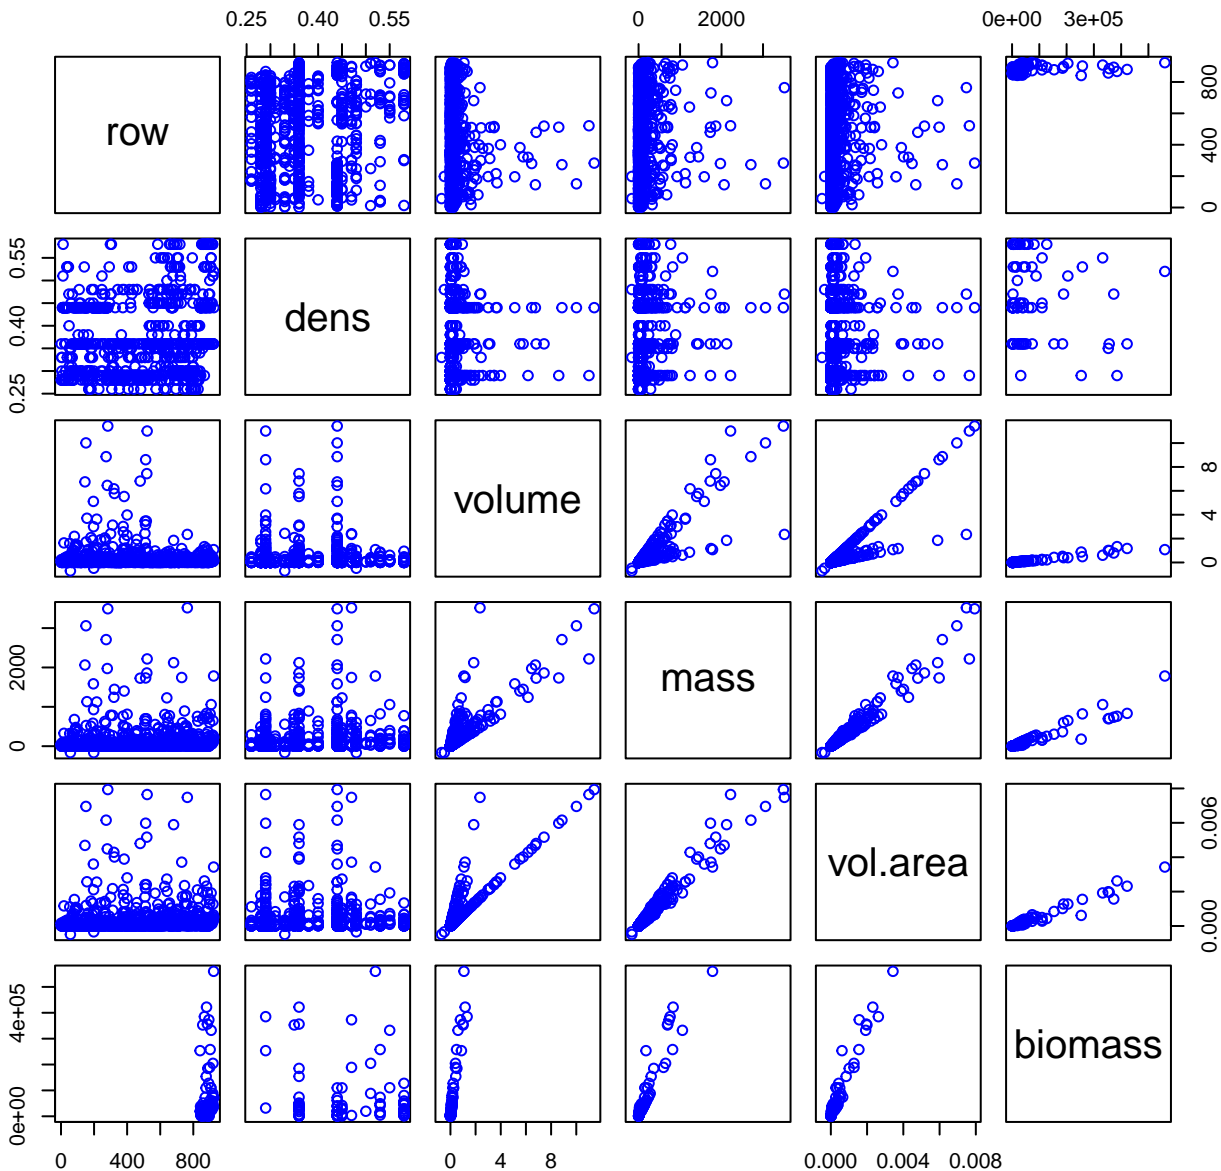 0.25 0.40 0.55 0 2000 0e+00 3e+05
row 0 400 800
0.25 0.40 0.55 dens
volume 0 4 8
0 2000 mass
vol.area 0.000 0.006
0e+00 4e+05 biomass
0 400 800 0 4 8 0.000 0.004 0.008